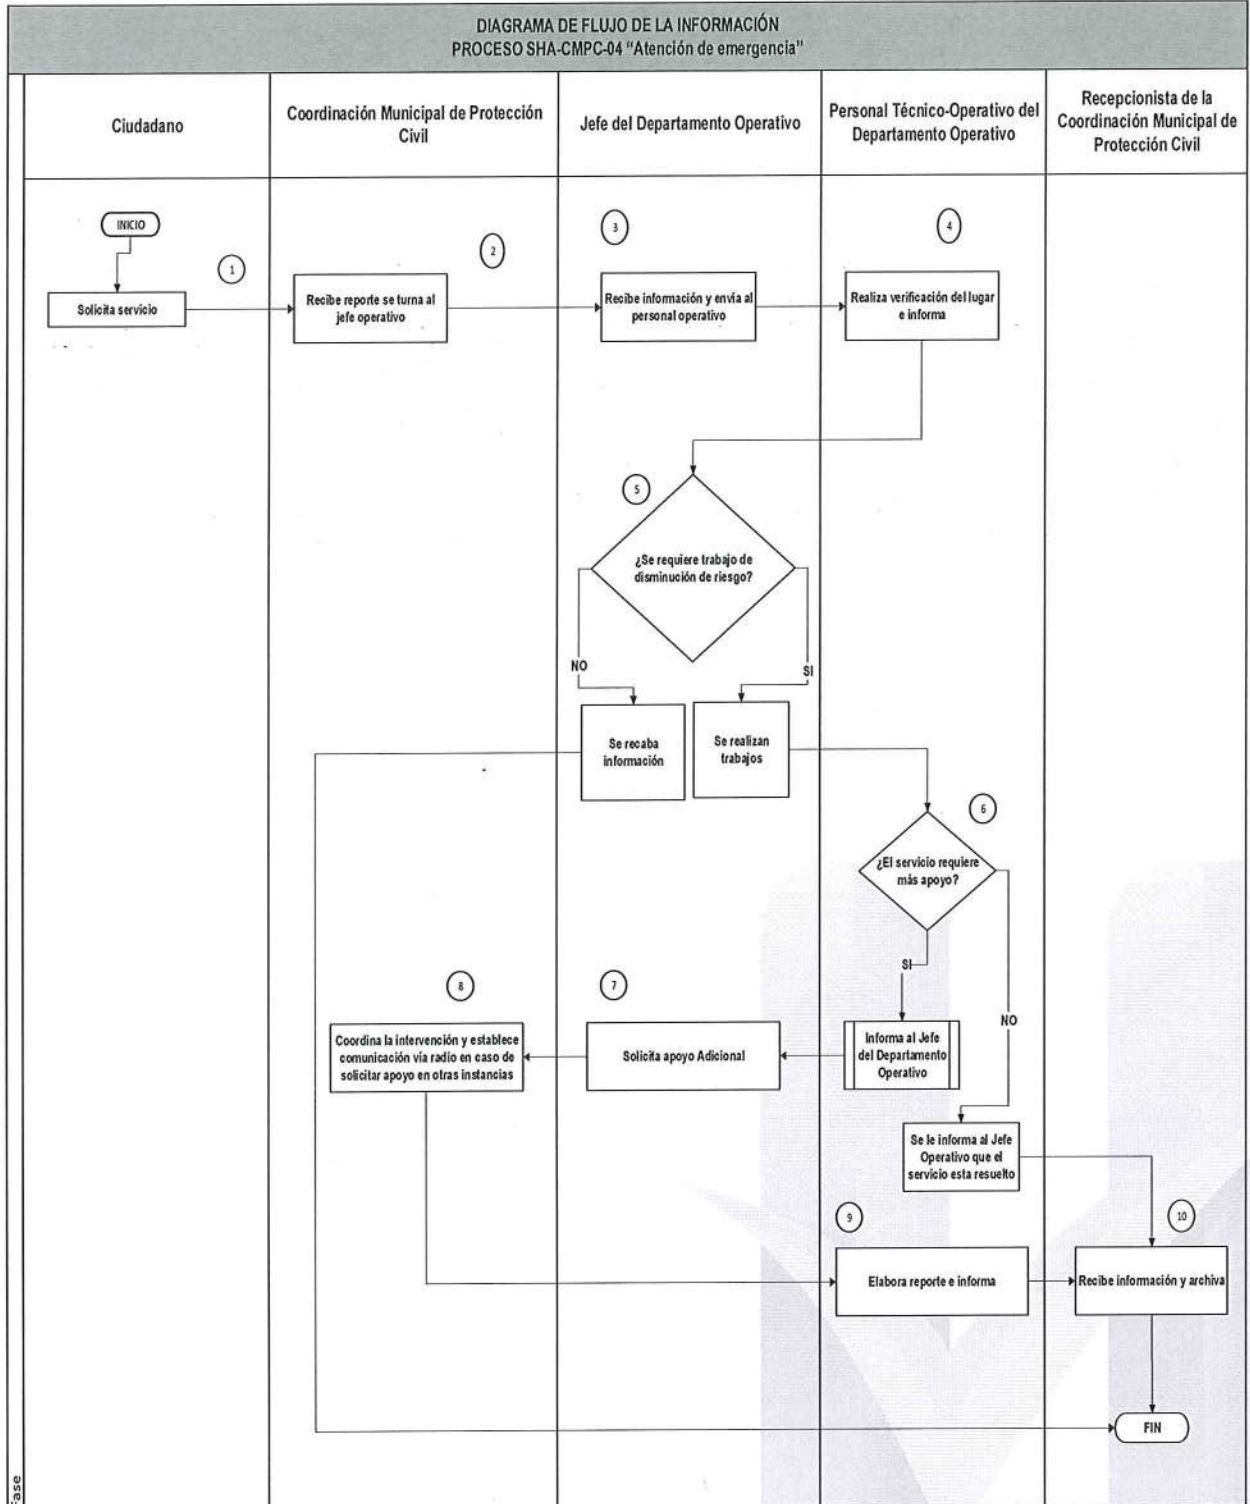 DIAGRAMA DE FLUJO DE LA INFORMACIÓN
PROCESO SHA-CMPC-04 "Atención de emergencia"
Ciudadano
Coordinación Municipal de Protección
Civil
Jefe del Departamento Operativo
Personal Técnico-Operativo del
Departamento Operativo
Recepcionista de la
Coordinación Municipal de
Protección Civil
INICIO
1
Solicita servicio
2
Recibe reporte se turna al
jefe operativo
3
Recibe información y envía al
personal operativo
4
Realiza verificación del lugar
e informa
5
¿Se requiere trabajo de
disminución de riesgo?
NO
SI
Se recaba
información
Se realizan
trabajos
6
¿El servicio requiere
más apoyo?
SI
NO
8
Coordina la intervención y establece
comunicación vía radio en caso de
solicitar apoyo en otras instancias
7
Solicita apoyo Adicional
Informa al Jefe
del Departamento
Operativo
Se le informa al Jefe
Operativo que el
servicio esta resuelto
9
Elabora reporte e informa
10
Recibe información y archiva
FIN
Fase